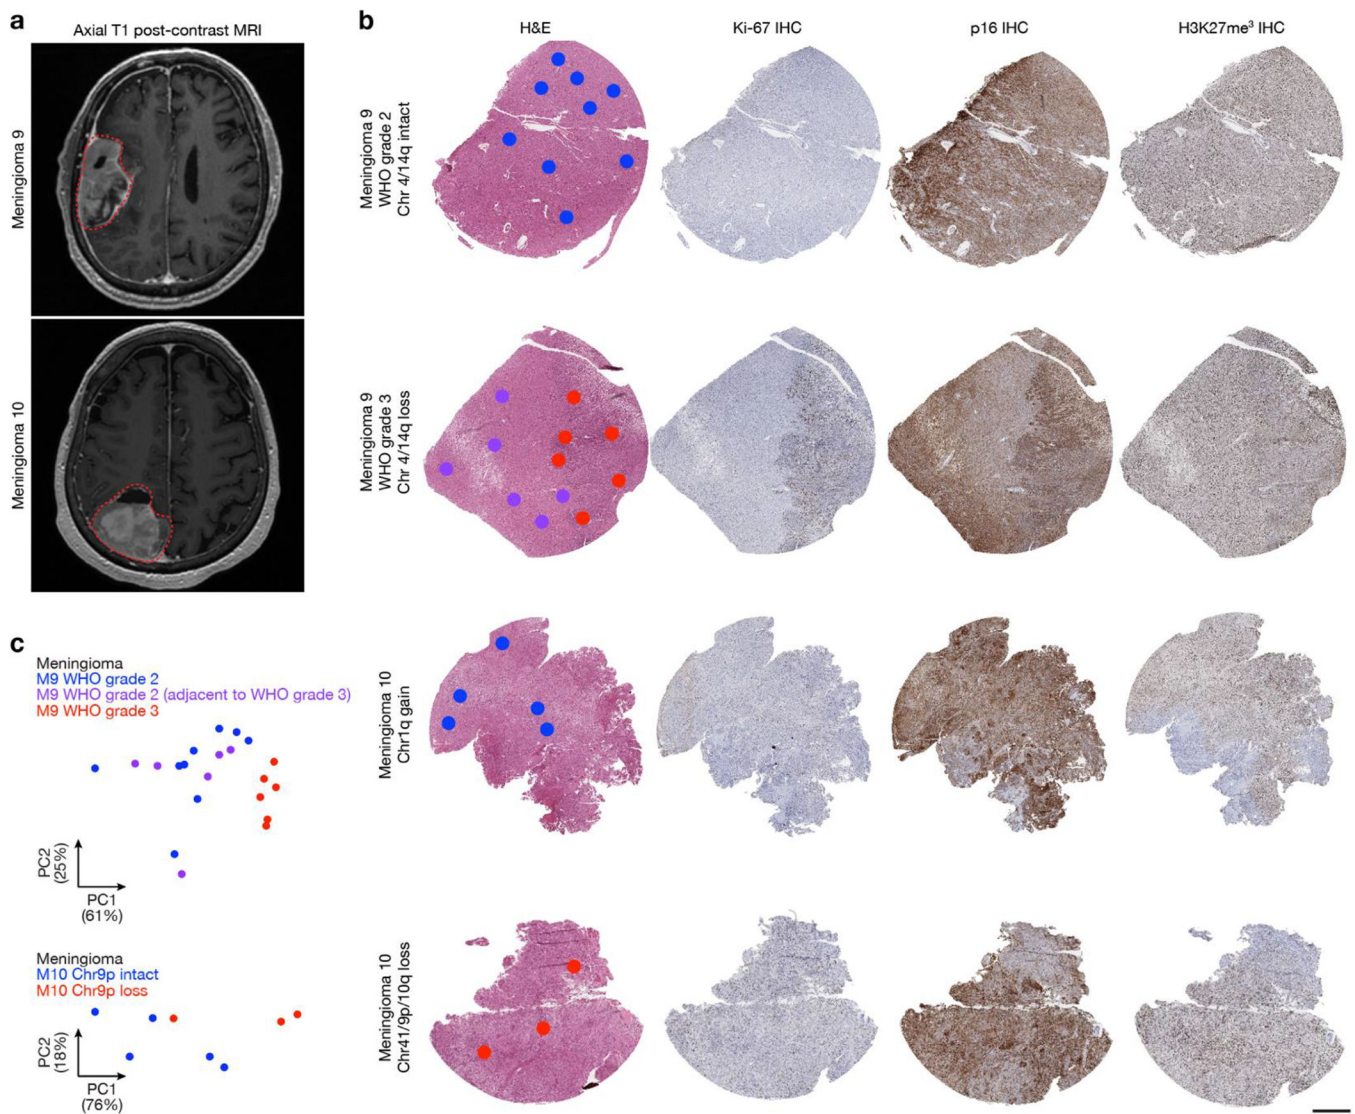 a
Axial T1 post-contrast MRI
Meningioma 9
Meningioma 10
b
H&E
Ki-67 IHC
p16 IHC
H3K27me³ IHC
Meningioma 9
WHO grade 2
Chr 4/14q intact
Meningioma 9
WHO grade 3
Chr 4/14q loss
Meningioma 10
Chr1q gain
Meningioma 10
Chr41/9p/10q loss
c
Meningioma
M9 WHO grade 2
M9 WHO grade 2 (adjacent to WHO grade 3)
M9 WHO grade 3
PC2
(25%)
PC1
(61%)
Meningioma
M10 Chr9p intact
M10 Chr9p loss
PC2
(18%)
PC1
(76%)